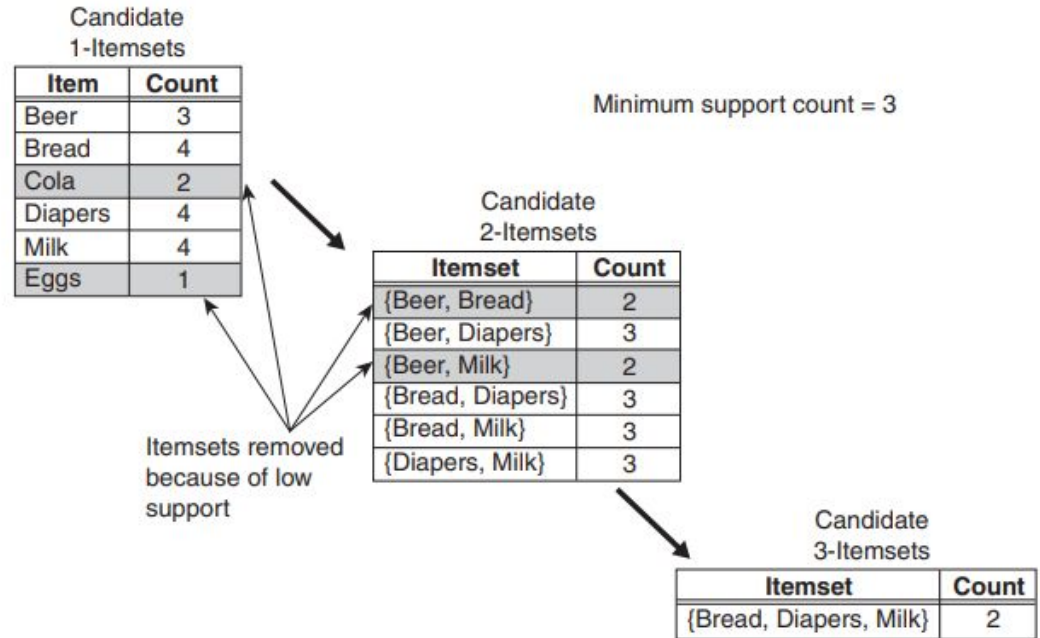 Candidate
1-Itemsets
Item Count
Beer 3
Bread 4
Cola 2
Diapers 4
Milk 4
Eggs 1
Minimum support count = 3
Candidate
2-Itemsets
Itemset Count
{Beer, Bread} 2
{Beer, Diapers} 3
{Beer, Milk} 2
{Bread, Diapers} 3
{Bread, Milk} 3
{Diapers, Milk} 3
Itemsets removed
because of low
support
Candidate
3-Itemsets
Itemset Count
{Bread, Diapers, Milk} 2